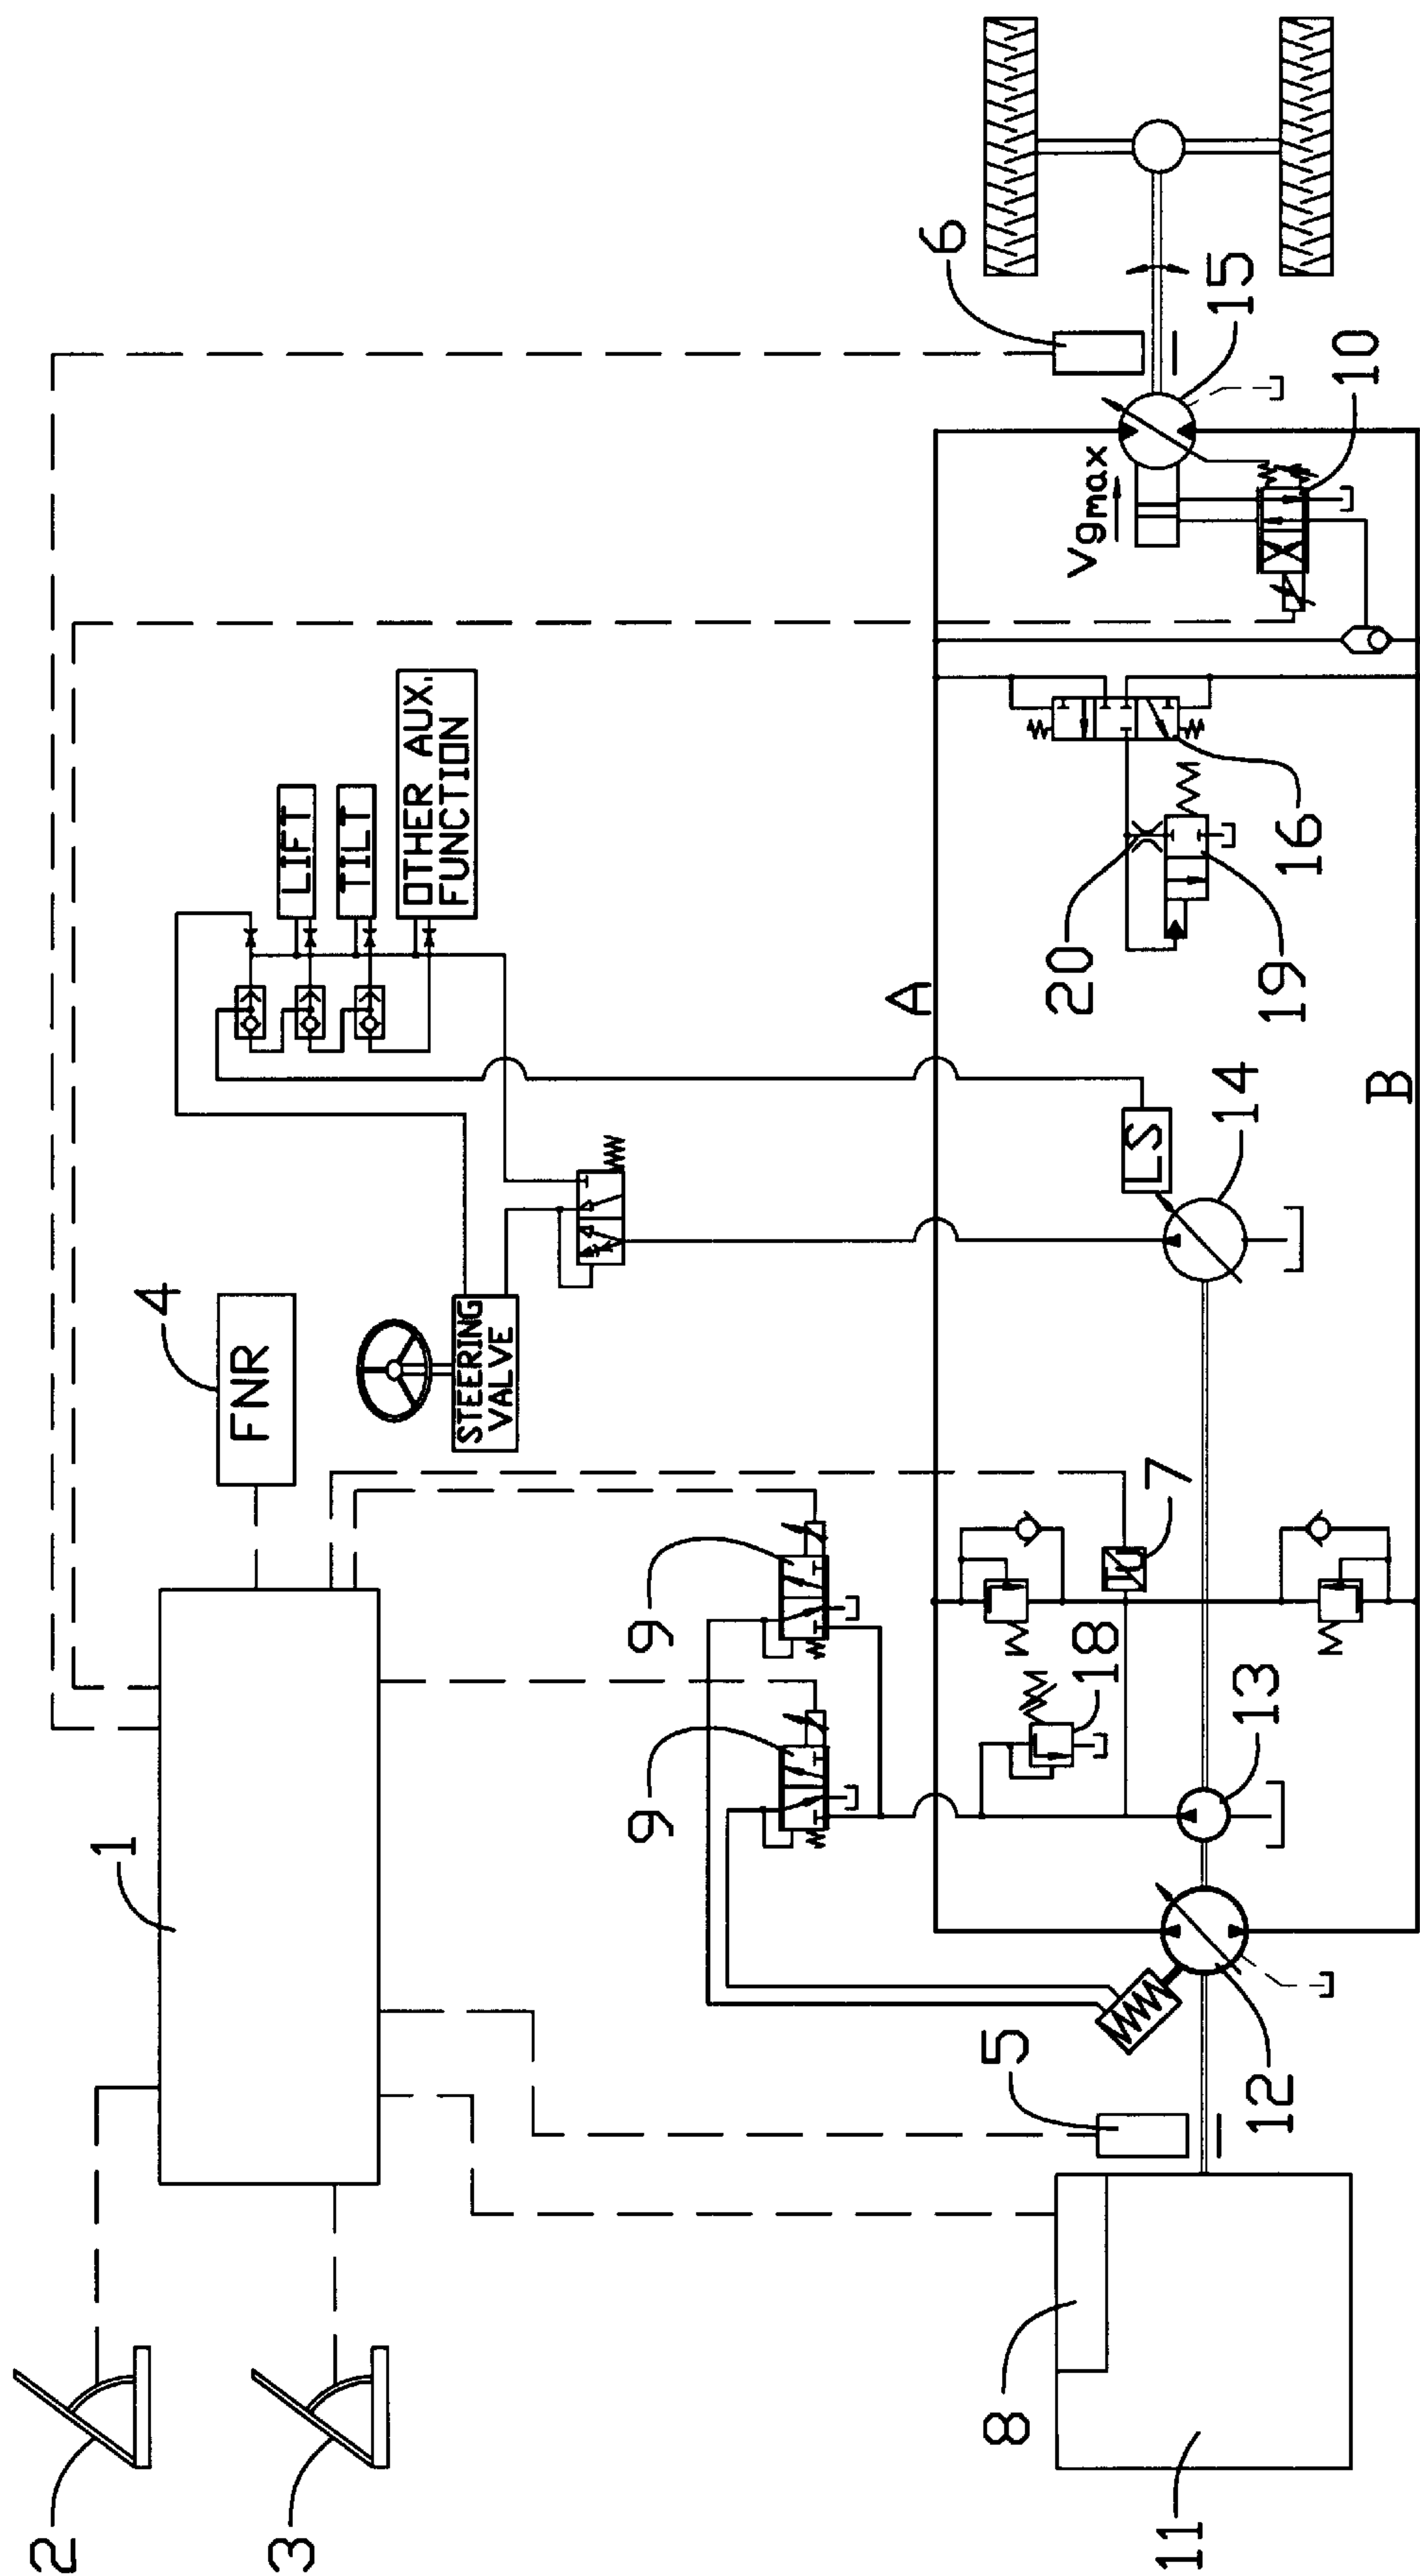 2
3
1
4
FNR
STEERING
VALVE
LIFT
TILT
OTHER AUX.
FUNCTION
9
9
8
11
5
12
13
18
7
14
LS
A
B
20
19
16
Vgmax
6
15
10